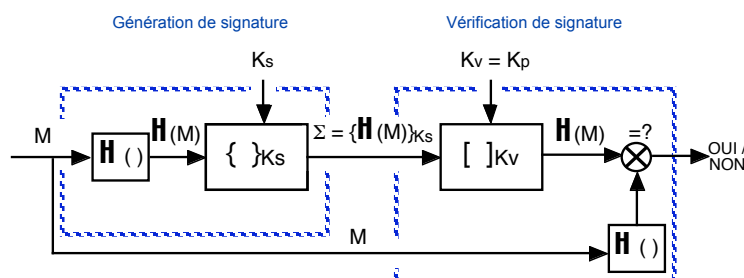 Génération de signature
Vérification de signature
Ks
Kv = Kp
M
H ()
H(M)
{ }Ks
Σ = {H(M)}Ks
[ ]Kv
H(M)
=?
OUI /
NON
M
H ()